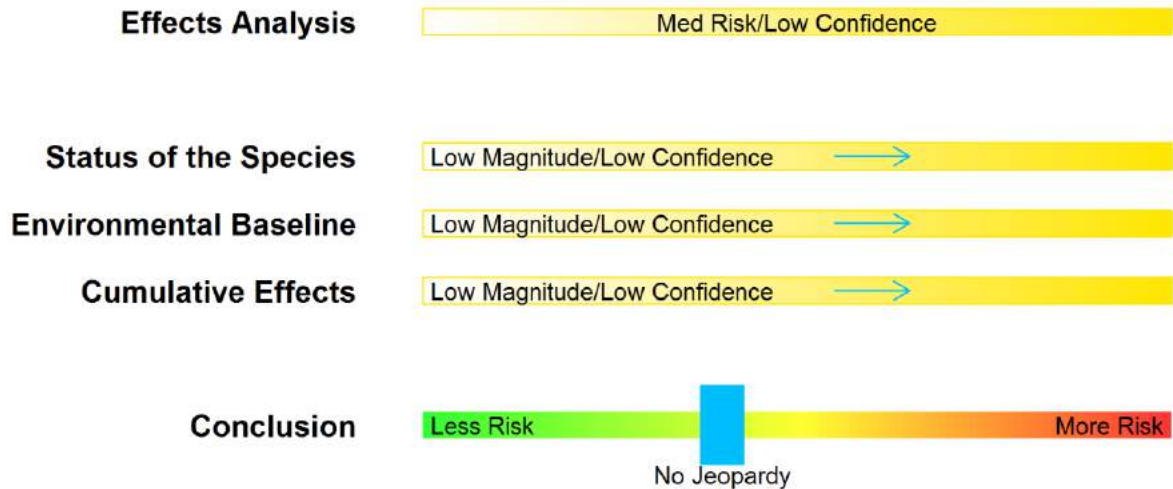 Effects Analysis Med Risk/Low Confidence
Status of the Species Low Magnitude/Low Confidence
Environmental Baseline Low Magnitude/Low Confidence
Cumulative Effects Low Magnitude/Low Confidence
Conclusion Less Risk More Risk
No Jeopardy